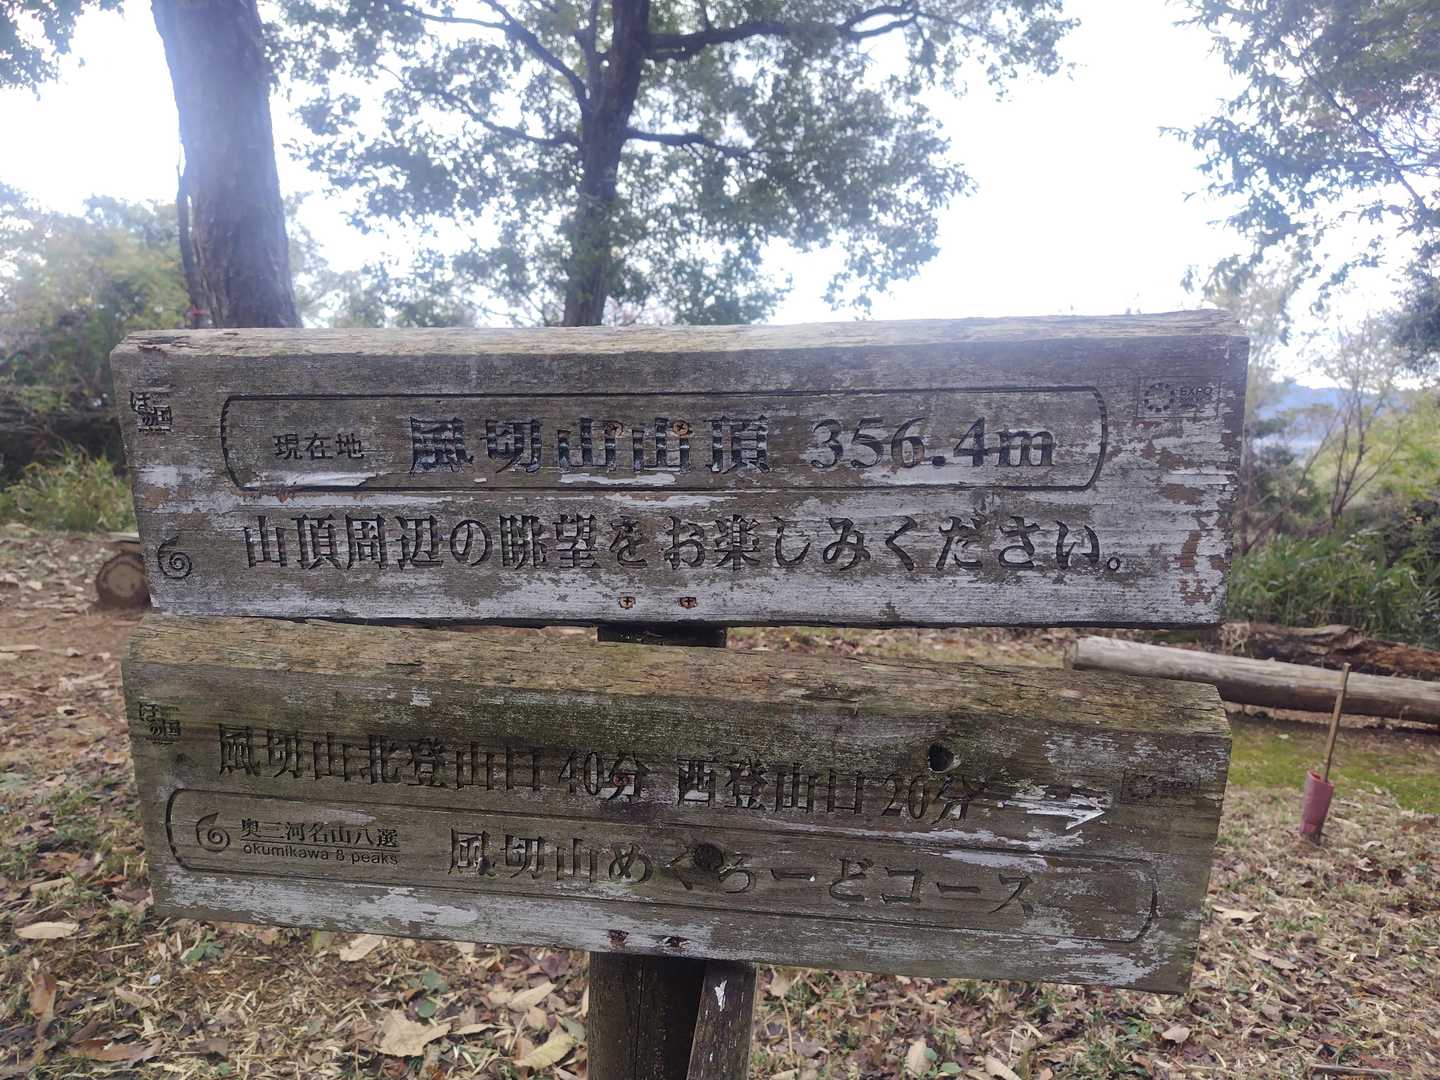 現在地 風切山山頂 356.4m
EXPO
山頂周辺の眺望をお楽しみください。
風切山北登山口 40分 西登山口 20分 →
EXPO
奥三河名山八選
okumikawa 8 peaks
風切山めぐろーどコース